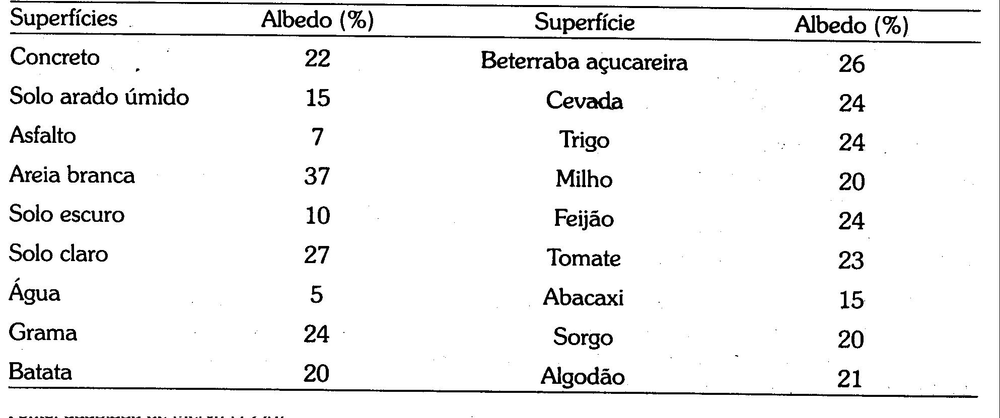 Superfícies Albedo (%) Superfície Albedo (%)
Concreto 22 Beterraba açucareira 26
Solo arado úmido 15 Cevada 24
Asfalto 7 Trigo 24
Areia branca 37 Milho 20
Solo escuro 10 Feijão 24
Solo claro 27 Tomate 23
Água 5 Abacaxi 15
Grama 24 Sorgo 20
Batata 20 Algodão 21